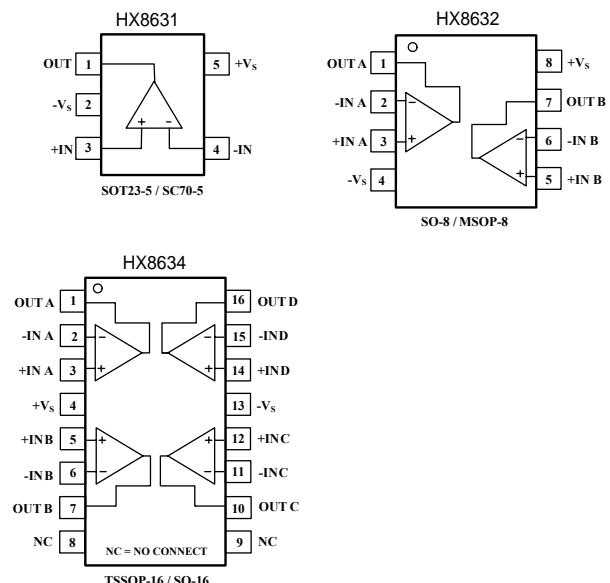 HX8631
OUT 1 5 +VS
-VS 2
+IN 3 + - 4 -IN
SOT23-5 / SC70-5
HX8632
OUT A 1 8 +VS
-IN A 2 - 7 OUT B
+IN A 3 + - 6 -IN B
-VS 4 + 5 +IN B
SO-8 / MSOP-8
HX8634
OUT A 1 16 OUT D
-IN A 2 - - 15 -IND
+IN A 3 + + 14 +IND
+VS 4 13 -VS
+INB 5 + + 12 +INC
-INB 6 - - 11 -INC
OUT B 7 10 OUT C
NC 8 NC = NO CONNECT 9 NC
TSSOP-16 / SO-16